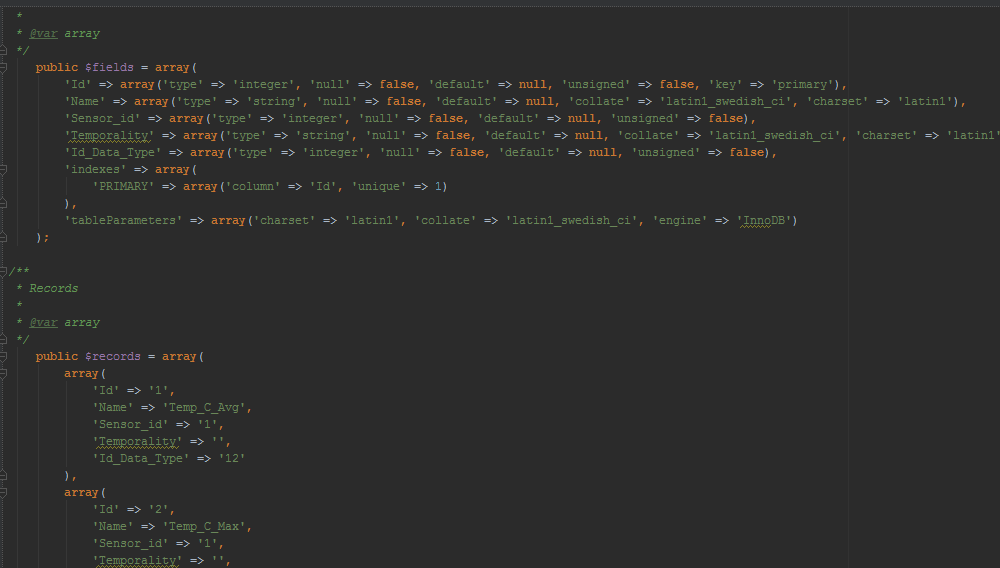 *
* @var array
*/
public $fields = array(
'Id' => array('type' => 'integer', 'null' => false, 'default' => null, 'unsigned' => false, 'key' => 'primary'),
'Name' => array('type' => 'string', 'null' => false, 'default' => null, 'collate' => 'latin1_swedish_ci', 'charset' => 'latin1'),
'Sensor_id' => array('type' => 'integer', 'null' => false, 'default' => null, 'unsigned' => false),
'Temporality' => array('type' => 'string', 'null' => false, 'default' => null, 'collate' => 'latin1_swedish_ci', 'charset' => 'latin1'
'Id_Data_Type' => array('type' => 'integer', 'null' => false, 'default' => null, 'unsigned' => false),
'indexes' => array(
'PRIMARY' => array('column' => 'Id', 'unique' => 1)
),
'tableParameters' => array('charset' => 'latin1', 'collate' => 'latin1_swedish_ci', 'engine' => 'InnoDB')
);
/**
* Records
*
* @var array
*/
public $records = array(
array(
'Id' => '1',
'Name' => 'Temp_C_Avg',
'Sensor_id' => '1',
'Temporality' => '',
'Id_Data_Type' => '12'
),
array(
'Id' => '2',
'Name' => 'Temp_C_Max',
'Sensor_id' => '1',
'Temporality' => '',